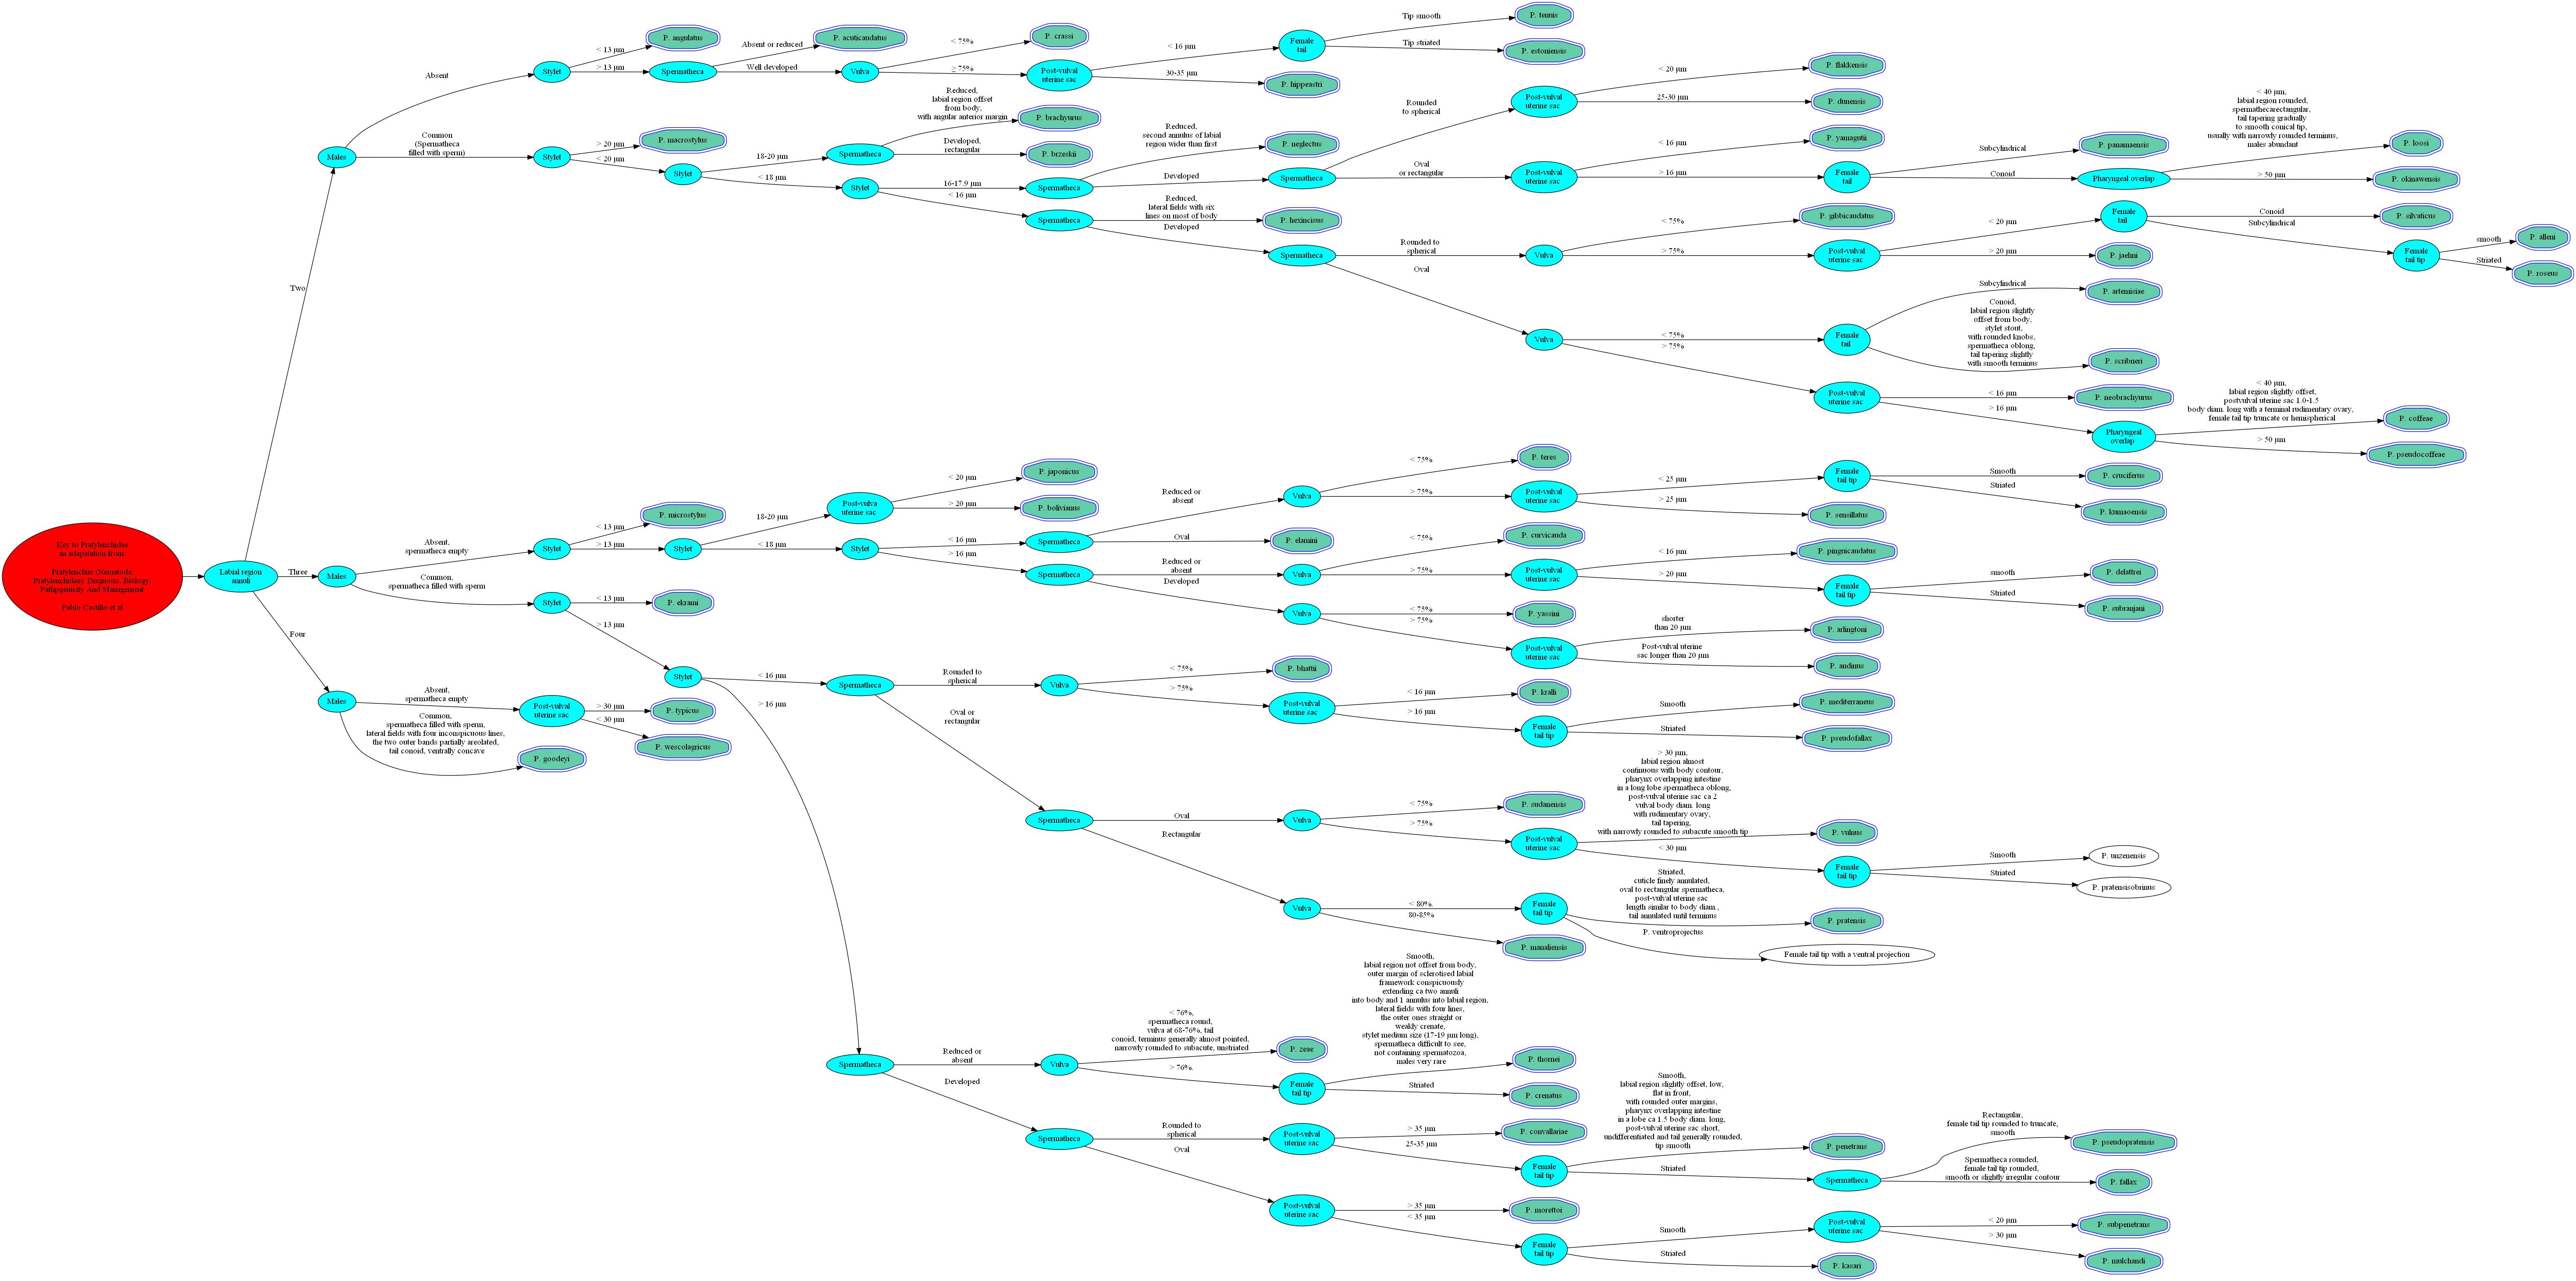 Key to Pratylenchidae
an adaptation from:
Pratylenchus (Nematoda
Pratylenchidae): Diagnosis, Biology,
Pathogenicity And Management
Pablo Castillo et al
Labial region
annuli
Two
Three
Four
Males
Absent
Common
(Spermatheca
filled with sperm)
Stylet
< 13 µm
P. angulatus
> 13 µm
Spermatheca
Absent or reduced
P. acuticaudatus
Well developed
Vulva
< 75%
P. crassi
≥ 75%
Post-vulval
uterine sac
< 16 µm
Female
tail
Tip smooth
P. tenuis
Tip striated
P. estoniensis
30-35 µm
P. hippeastri
Stylet
> 20 µm
P. macrostylus
< 20 µm
Stylet
18-20 µm
Spermatheca
Reduced,
labial region offset
from body,
with angular anterior margin
P. brachyurus
Developed,
rectangular
P. brzeskii
< 18 µm
Stylet
16-17.9 µm
Spermatheca
Reduced,
second annulus of labial
region wider than first
P. neglectus
Developed
Spermatheca
Rounded
to spherical
Post-vulval
uterine sac
< 20 µm
P. flakkensis
25-30 µm
P. dunensis
Oval
or rectangular
Post-vulval
uterine sac
< 16 µm
P. yamagutii
> 16 µm
Female
tail
Subcylindrical
P. panamaensis
Conoid
Pharyngeal overlap
< 40 µm,
labial region rounded,
spermathecarectangular,
tail tapering gradually
to smooth conical tip,
usually with narrowly rounded terminus,
males abundant
P. loosi
> 50 µm
P. okinawensis
< 16 µm
Spermatheca
Reduced,
lateral fields with six
lines on most of body
P. hexincisus
Developed
Spermatheca
Rounded to
spherical
Vulva
< 75%
P. gibbicaudatus
> 75%
Post-vulval
uterine sac
< 20 µm
Female
tail
Conoid
P. silvaticus
Subcylindrical
Female
tail tip
smooth
P. alleni
Striated
P. roseus
> 20 µm
P. jaehni
Oval
Vulva
< 75%
Female
tail
Subcylindrical
P. artemisiae
Conoid,
labial region slightly
offset from body,
stylet stout,
with rounded knobs,
spermatheca oblong,
tail tapering slightly
with smooth terminus
P. scribneri
> 75%
Post-vulval
uterine sac
< 16 µm
P. neobrachyurus
> 16 µm
Pharyngeal
overlap
< 40 µm,
labial region slightly offset,
postvulval uterine sac 1.0-1.5
body diam. long with a terminal rudimentary ovary,
female tail tip truncate or hemispherical
P. coffeae
> 50 µm
P. pseudocoffeae
Males
Absent,
spermatheca empty
Stylet
< 13 µm
P. microstylus
> 13 µm
Stylet
18-20 µm
Post-vulva
uterine sac
< 20 µm
P. japonicus
> 20 µm
P. bolivianus
< 18 µm
Stylet
< 16 µm
Spermatheca
Reduced or
absent
Vulva
< 75%
P. teres
> 75%
Post-vulval
uterine sac
< 25 µm
Female
tail tip
Smooth
P. cruciferus
Striated
P. kumaoensis
> 25 µm
P. sensillatus
Oval
P. elamini
> 16 µm
Spermatheca
Reduced or
absent
Vulva
< 75%
P. curvicauda
> 75%
Post-vulval
uterine sac
< 16 µm
P. pinguicaudatus
> 20 µm
Female
tail tip
smooth
P. delattrei
Striated
P. subranjani
Developed
Vulva
< 75%
P. yassini
> 75%
Post-vulval
uterine sac
shorter
than 20 µm
P. arlingtoni
Post-vulval uterine
sac longer than 20 µm
P. andinus
Common,
spermatheca filled with sperm
Stylet
< 13 µm
P. ekrami
> 13 µm
Stylet
< 16 µm
Spermatheca
Rounded to
spherical
Vulva
< 75%
P. bhattii
> 75%
Post-vulval
uterine sac
< 16 µm
P. kralli
> 16 µm
Female
tail tip
Smooth
P. mediterraneus
Striated
P. pseudofallax
Oval or
rectangular
Spermatheca
Oval
Vulva
< 75%
P. sudanensis
> 75%
Post-vulval
uterine sac
> 30 µm,
labial region almost
continuous with body contour,
pharynx overlapping intestine
in a long lobe spermatheca oblong,
post-vulval uterine sac ca 2
vulval body diam. long
with rudimentary ovary,
tail tapering,
with narrowly rounded to subacute smooth tip
P. vulnus
< 30 µm
Female
tail tip
Smooth
P. unzenensis
Striated
P. pratensisobrinus
Rectangular
Vulva
< 80%.
Female
tail tip
Striated,
cuticle finely annulated,
oval to rectangular spermatheca,
post-vulval uterine sac
length similar to body diam.,
tail annulated until terminus
P. pratensis
P. ventroprojectus
Female tail tip with a ventral projection
80-85%
P. manaliensis
> 16 µm
Spermatheca
Reduced or
absent
Vulva
< 76%,
spermatheca round,
vulva at 68-76%, tail
conoid, terminus generally almost pointed,
narrowly rounded to subacute, unstriated
P. zeae
> 76%.
Female
tail tip
Smooth,
labial region not offset from body,
outer margin of sclerotised labial
framework conspicuously
extending ca two annuli
into body and 1 annulus into labial region,
lateral fields with four lines,
the outer ones straight or
weakly crenate,
stylet medium size (17-19 µm long),
spermatheca difficult to see,
not containing spermatozoa,
males very rare
P. thornei
Striated
P. crenatus
Developed
Spermatheca
Rounded to
spherical
Post-vulval
uterine sac
> 35 µm
P. convallariae
25-35 µm
Female
tail tip
Smooth,
labial region slightly offset, low,
flat in front,
with rounded outer margins,
pharynx overlapping intestine
in a lobe ca 1.5 body diam. long,
post-vulval uterine sac short,
undifferentiated and tail generally rounded,
tip smooth
P. penetrans
Striated
Spermatheca
Rectangular,
female tail tip rounded to truncate,
smooth
P. pseudopratensis
Spermatheca rounded,
female tail tip rounded,
smooth or slightly irregular contour
P. fallax
Oval
Post-vulval
uterine sac
> 35 µm
P. morettoi
< 35 µm
Female
tail tip
Smooth
Post-vulval
uterine sac
< 20 µm
P. subpenetrans
> 30 µm
P. mulchandi
Striated
P. kasari
Males
Absent,
spermatheca empty
Post-vulval
uterine sac
> 30 µm
P. typicus
< 30 µm
P. wescolagricus
Common,
spermatheca filled with sperm,
lateral fields with four inconspicuous lines,
the two outer bands partially areolated,
tail conoid, ventrally concave
P. goodeyi